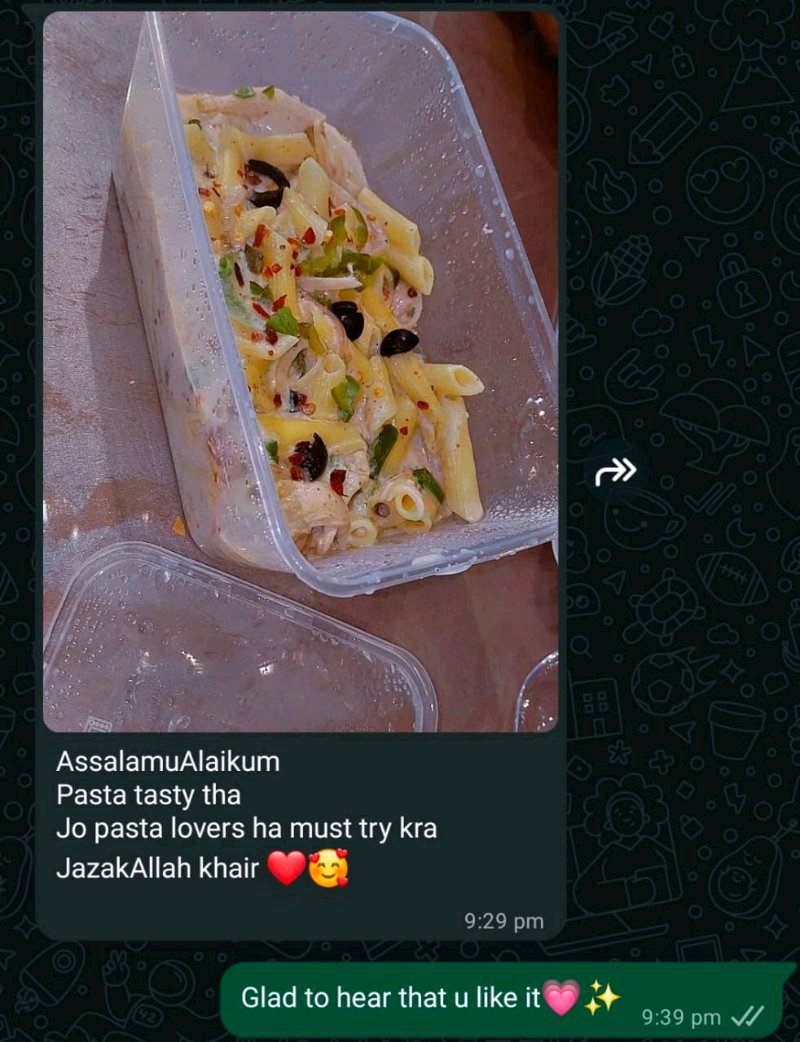 AssalamuAlaikum
Pasta tasty tha
Jo pasta lovers ha must try kra
JazakAllah khair ❤️🥰
9:29 pm
Glad to hear that u like it💗✨
9:39 pm